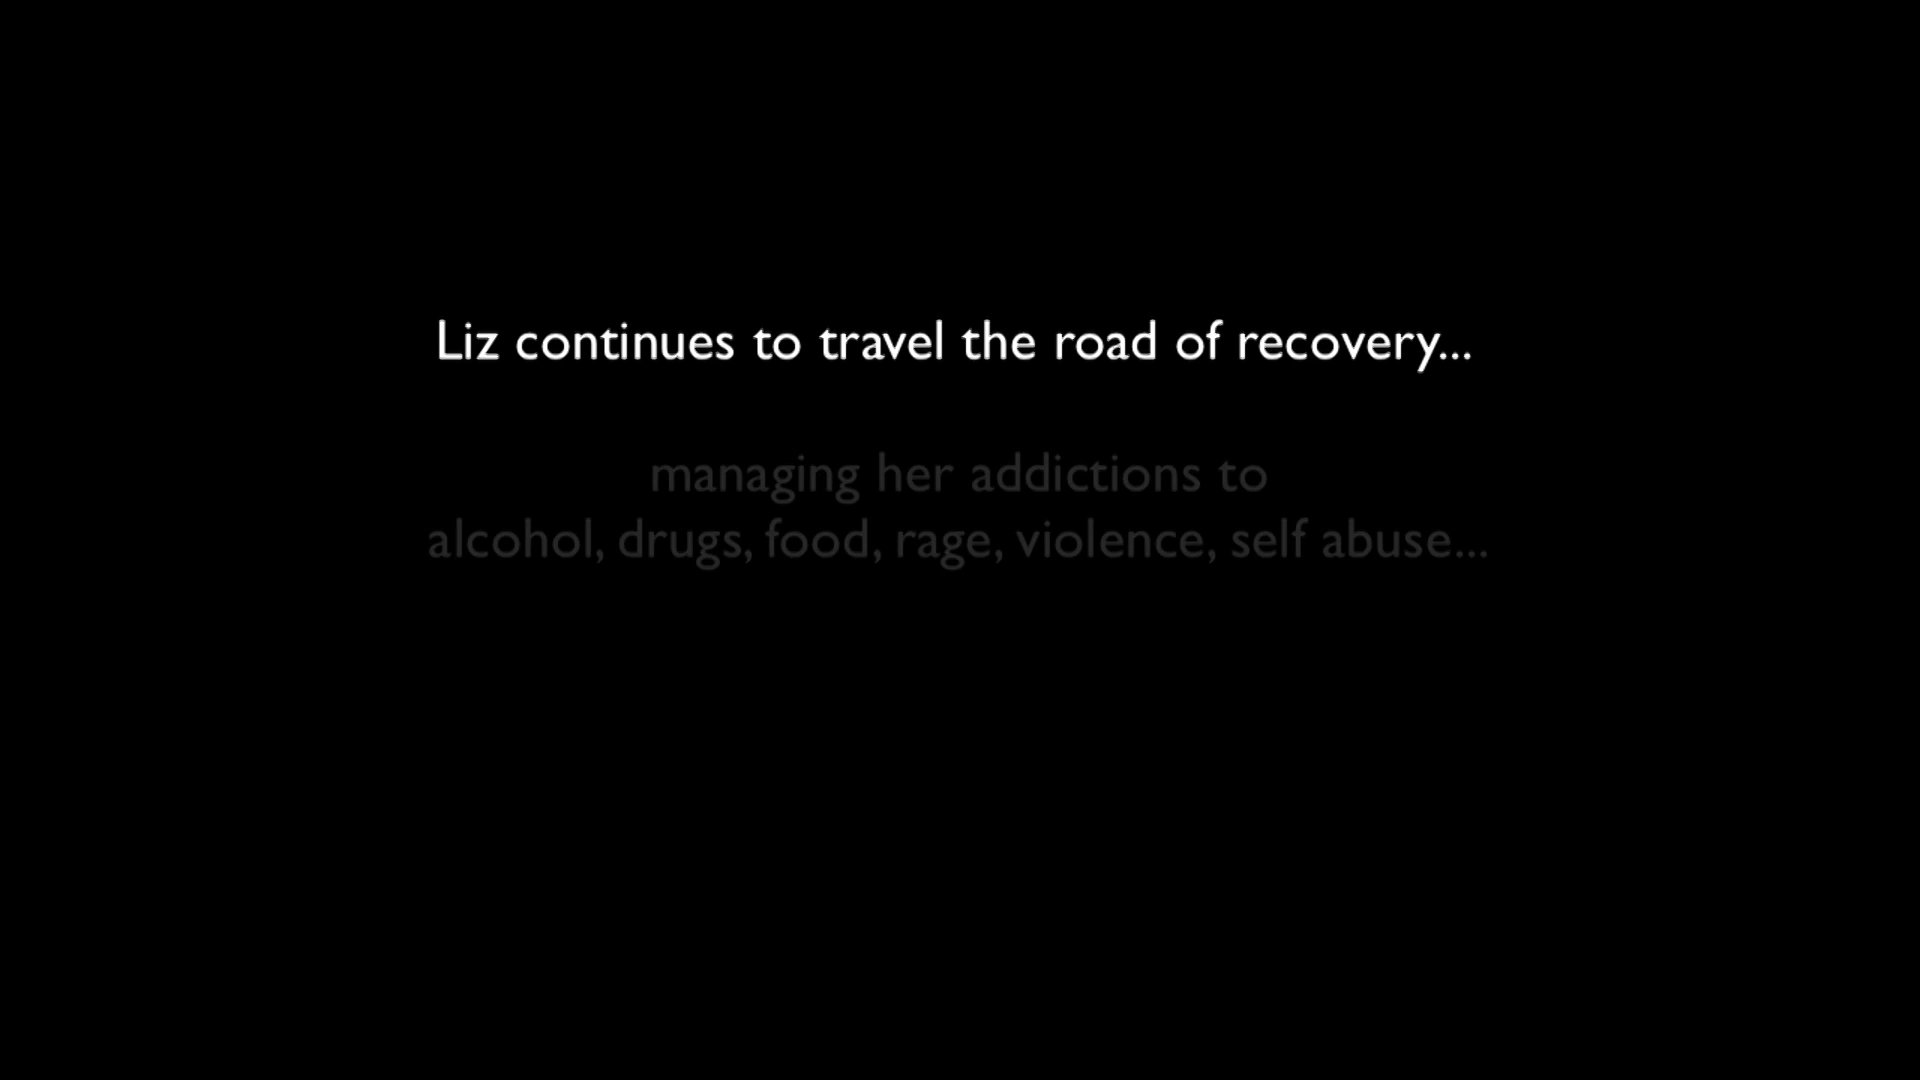 Liz continues to travel the road of recovery...
managing her addictions to
alcohol, drugs, food, rage, violence, self abuse...